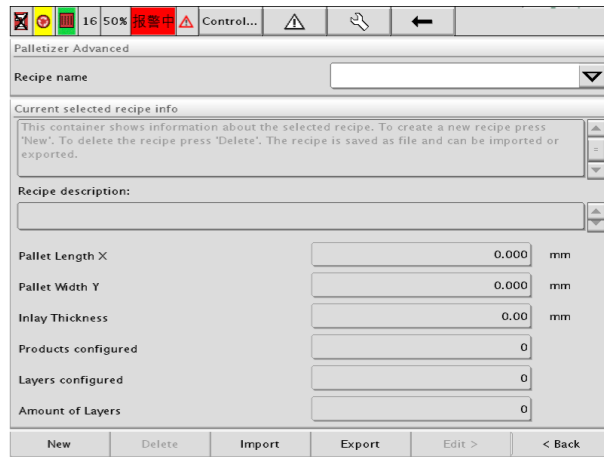 16 50% 报警中 Control...
Palletizer Advanced
Recipe name
Current selected recipe info
This container shows information about the selected recipe. To create a new recipe press
'New'. To delete the recipe press 'Delete'. The recipe is saved as file and can be imported or
exported.
Recipe description:
Pallet Length X 0.000 mm
Pallet Width Y 0.000 mm
Inlay Thickness 0.00 mm
Products configured 0
Layers configured 0
Amount of Layers 0
New Delete Import Export Edit > < Back